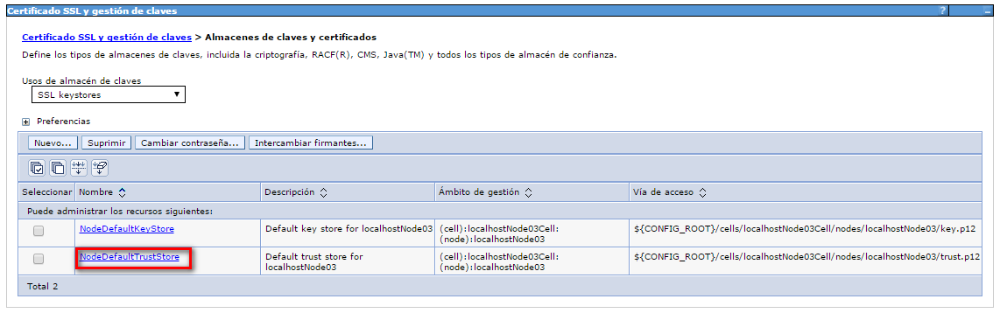 Certificado SSL y gestión de claves ? _
Certificado SSL y gestión de claves > Almacenes de claves y certificados
Define los tipos de almacenes de claves, incluida la criptografía, RACF(R), CMS, Java(TM) y todos los tipos de almacén de confianza.
Usos de almacén de claves
SSL keystores
Preferencias
Nuevo... Suprimir Cambiar contraseña... Intercambiar firmantes...
Seleccionar Nombre Descripción Ámbito de gestión Vía de acceso
Puede administrar los recursos siguientes:
NodeDefaultKeyStore Default key store for localhostNode03 (cell):localhostNode03Cell: ${CONFIG_ROOT}/cells/localhostNode03Cell/nodes/localhostNode03/key.p12
(node):localhostNode03
NodeDefaultTrustStore Default trust store for (cell):localhostNode03Cell: ${CONFIG_ROOT}/cells/localhostNode03Cell/nodes/localhostNode03/trust.p12
localhostNode03 (node):localhostNode03
Total 2